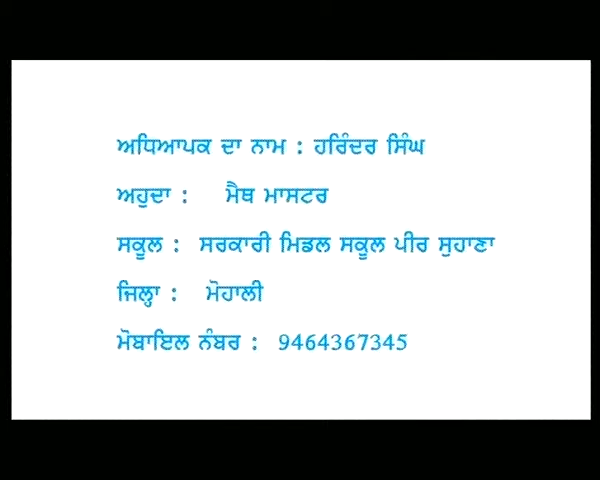 ਅਧਿਆਪਕ ਦਾ ਨਾਮ : ਹਰਿੰਦਰ ਸਿੰਘ
ਅਹੁਦਾ : ਮੈਥ ਮਾਸਟਰ
ਸਕੂਲ : ਸਰਕਾਰੀ ਮਿਡਲ ਸਕੂਲ ਪੀਰ ਸੁਹਾਣਾ
ਜਿਲ੍ਹਾ : ਮੋਹਾਲੀ
ਮੋਬਾਇਲ ਨੰਬਰ : 9464367345